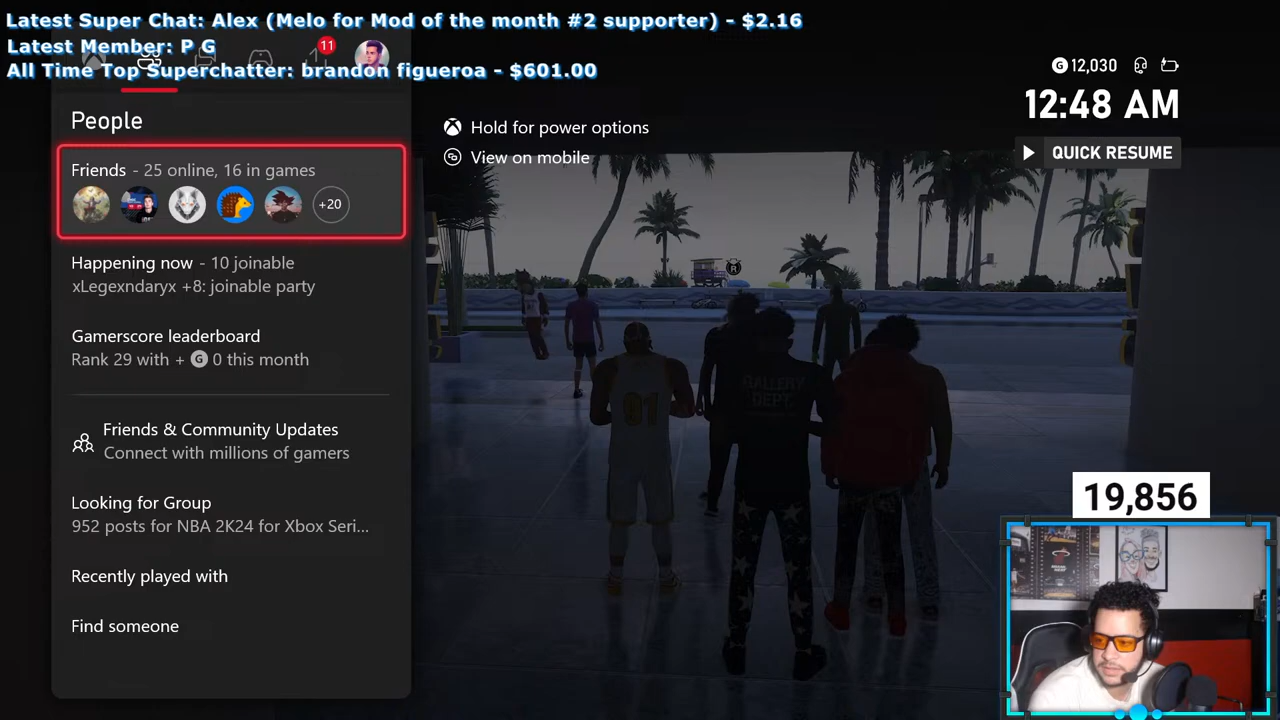 Latest Super Chat: Alex (Melo for Mod of the month #2 supporter) - $2.16
Latest Member: P G
All Time Top Superchatter: brandon figueroa - $601.00
11
G 12,030
12:48 AM
QUICK RESUME
People
Hold for power options
View on mobile
Friends - 25 online, 16 in games
+20
Happening now - 10 joinable
xLegexndaryx +8: joinable party
Gamerscore leaderboard
Rank 29 with + G 0 this month
Friends & Community Updates
Connect with millions of gamers
Looking for Group
952 posts for NBA 2K24 for Xbox Seri...
Recently played with
Find someone
R
91
GALLERY
DEPT.
19,856